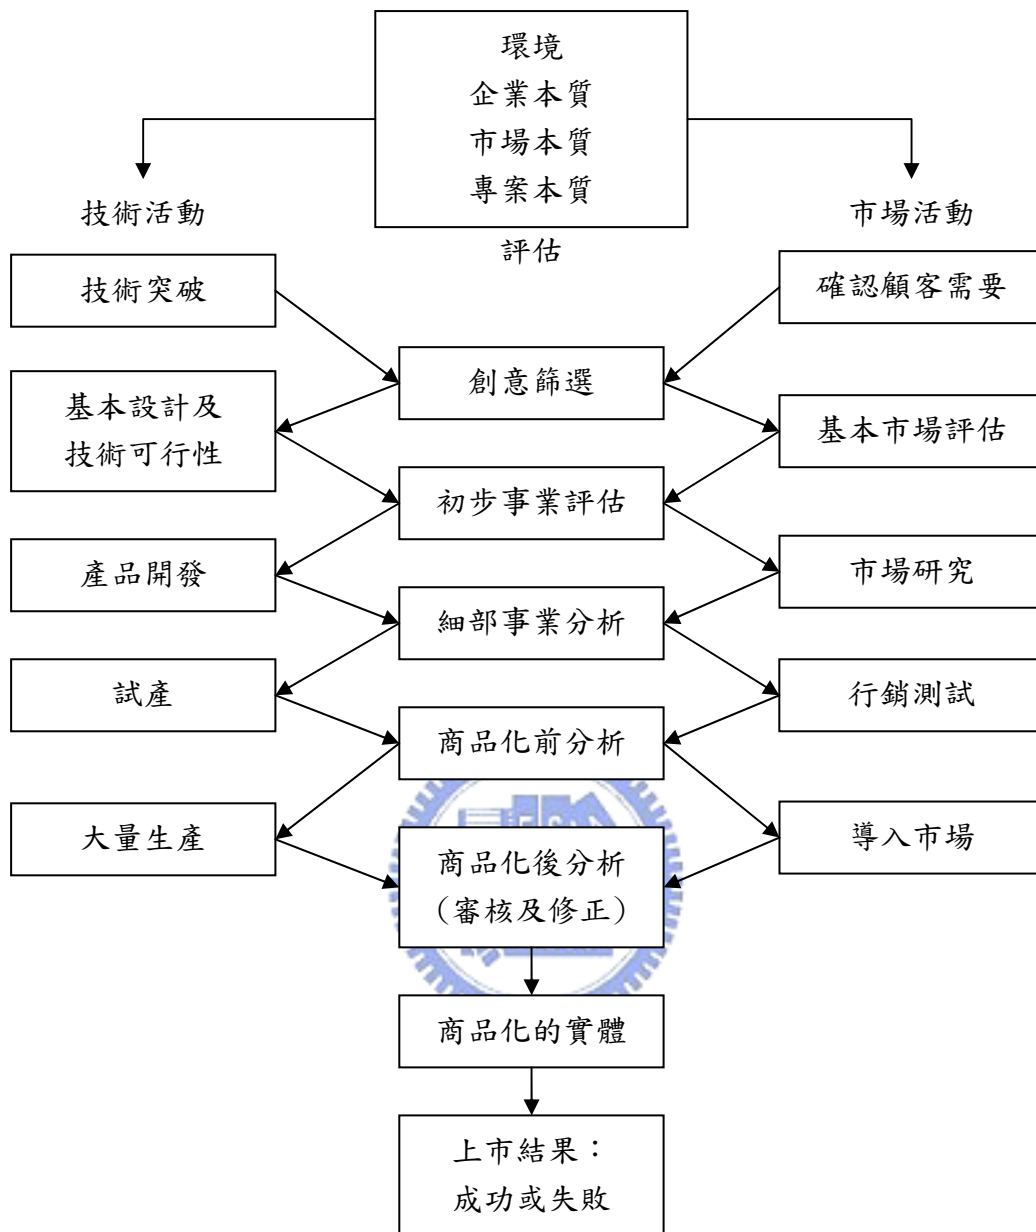 環境
企業本質
市場本質
專案本質
技術活動
市場活動
評估
技術突破
確認顧客需要
創意篩選
基本設計及
技術可行性
基本市場評估
初步事業評估
產品開發
市場研究
細部事業分析
試產
行銷測試
商品化前分析
大量生產
導入市場
商品化後分析
(審核及修正)
商品化的實體
上市結果:
成功或失敗